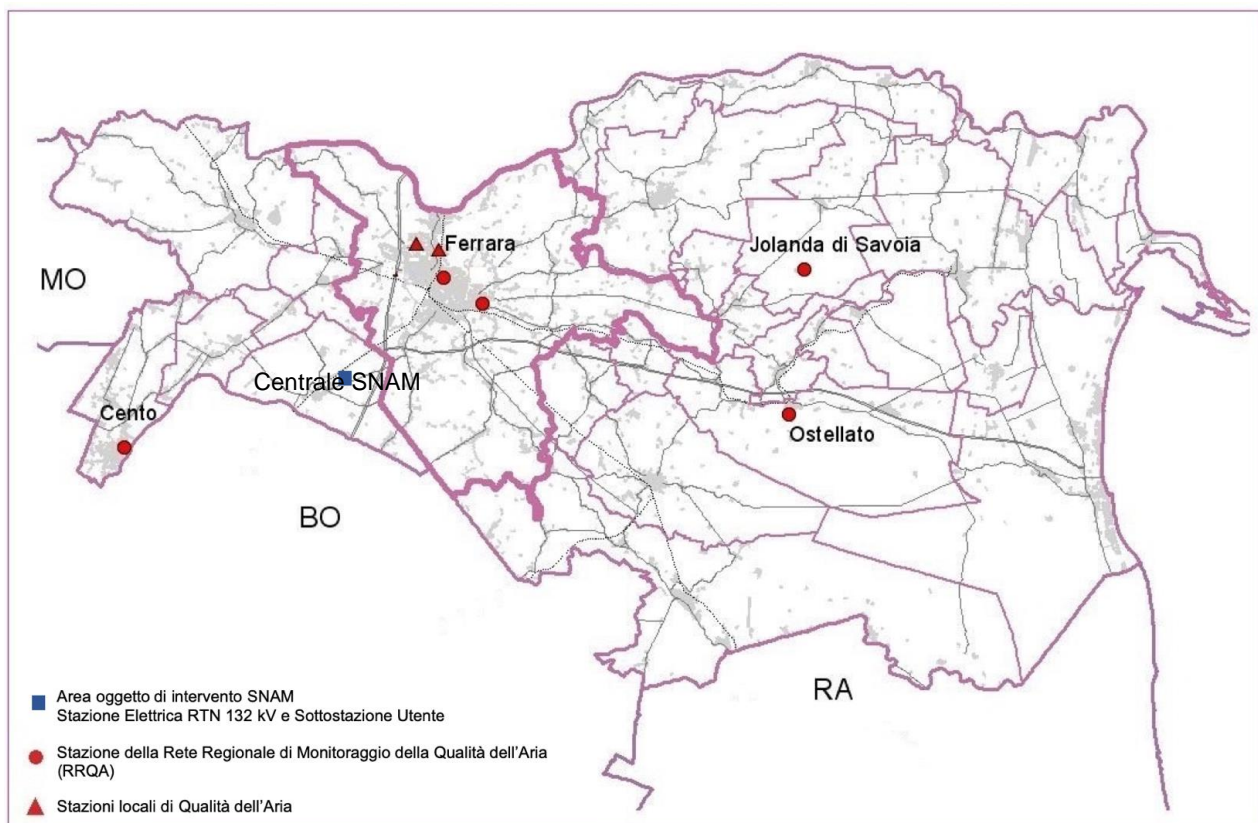 Ferrara
Jolanda di Savoia
MO
Centrale SNAM
Cento
Ostellato
BO
RA
Area oggetto di intervento SNAM
Stazione Elettrica RTN 132 kV e Sottostazione Utente
Stazione della Rete Regionale di Monitoraggio della Qualità dell'Aria
(RRQA)
Stazioni locali di Qualità dell'Aria